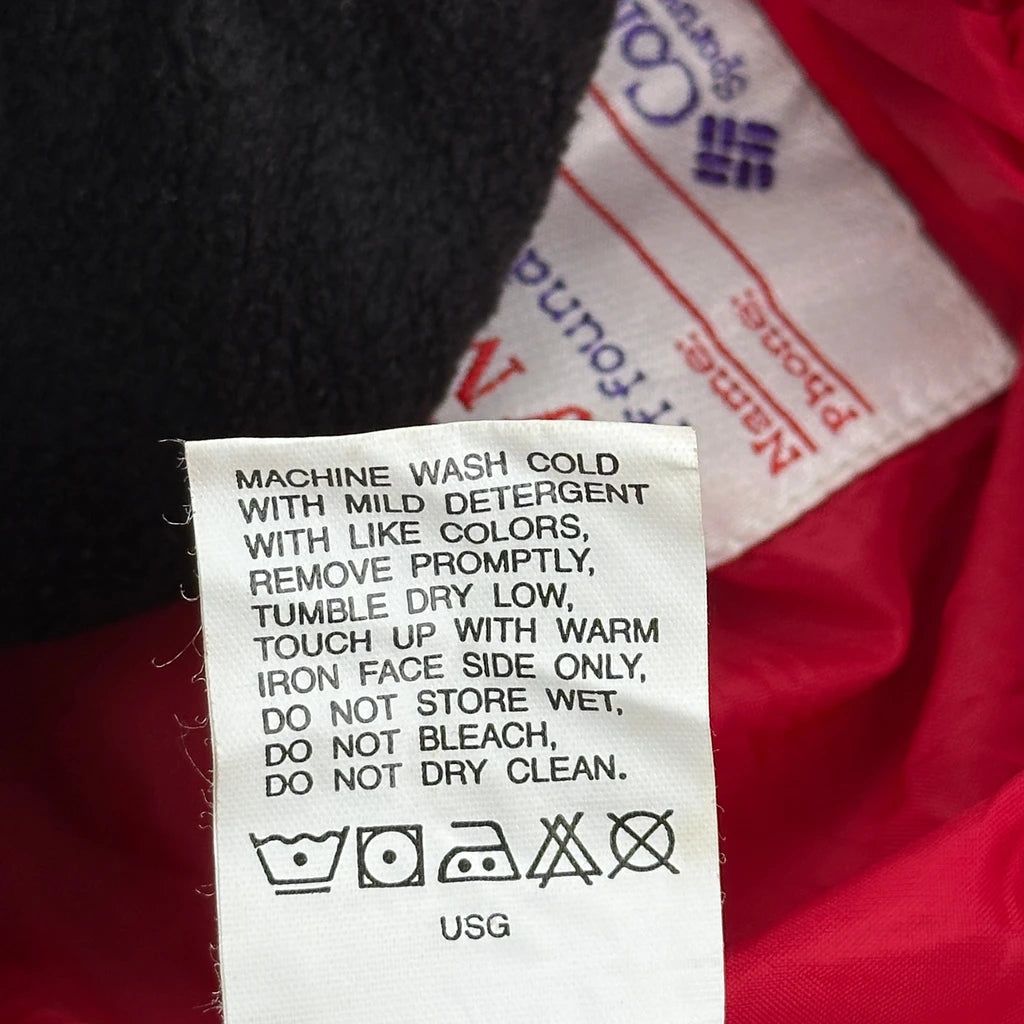 MACHINE WASH COLD
WITH MILD DETERGENT
WITH LIKE COLORS,
REMOVE PROMPTLY,
TUMBLE DRY LOW,
TOUCH UP WITH WARM
IRON FACE SIDE ONLY,
DO NOT STORE WET,
DO NOT BLEACH,
DO NOT DRY CLEAN.
USG
Name:
Phone: